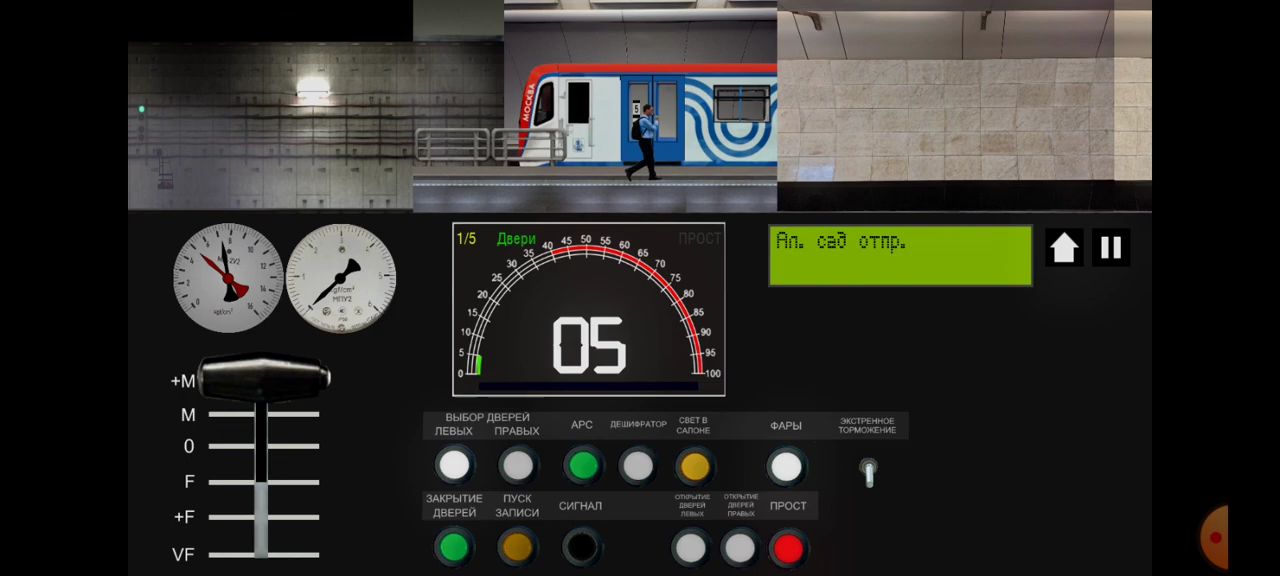 МОСКВА
5
1/5 Двери ПРОСТ
0 5 10 15 20 25 30 35 40 45 50 55 60 65 70 75 80 85 90 95 100
05
Ал. сад отпр.
МПУ2
+M
M
0
F
+F
VF
ВЫБОР ДВЕРЕЙ
ЛЕВЫХ ПРАВЫХ
АРС
ДЕШИФРАТОР
СВЕТ В
САЛОНЕ
ФАРЫ
ЭКСТРЕННОЕ
ТОРМОЖЕНИЕ
ЗАКРЫТИЕ
ДВЕРЕЙ
ПУСК
ЗАПИСИ
СИГНАЛ
ОТКРЫТИЕ
ДВЕРЕЙ
ЛЕВЫХ
ОТКРЫТИЕ
ДВЕРЕЙ
ПРАВЫХ
ПРОСТ